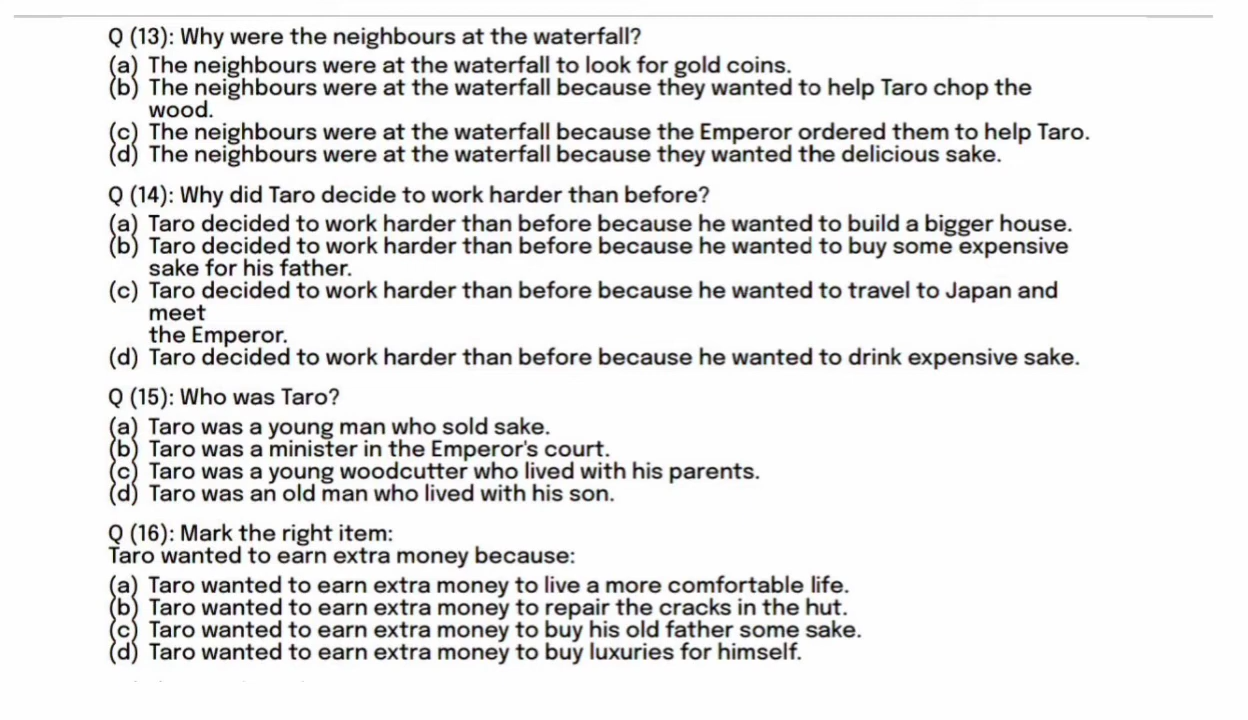 Q (13): Why were the neighbours at the waterfall?
(a) The neighbours were at the waterfall to look for gold coins.
(b) The neighbours were at the waterfall because they wanted to help Taro chop the
wood.
(c) The neighbours were at the waterfall because the Emperor ordered them to help Taro.
(d) The neighbours were at the waterfall because they wanted the delicious sake.
Q (14): Why did Taro decide to work harder than before?
(a) Taro decided to work harder than before because he wanted to build a bigger house.
(b) Taro decided to work harder than before because he wanted to buy some expensive
sake for his father.
(c) Taro decided to work harder than before because he wanted to travel to Japan and
meet
the Emperor.
(d) Taro decided to work harder than before because he wanted to drink expensive sake.
Q (15): Who was Taro?
(a) Taro was a young man who sold sake.
(b) Taro was a minister in the Emperor's court.
(c) Taro was a young woodcutter who lived with his parents.
(d) Taro was an old man who lived with his son.
Q (16): Mark the right item:
Taro wanted to earn extra money because:
(a) Taro wanted to earn extra money to live a more comfortable life.
(b) Taro wanted to earn extra money to repair the cracks in the hut.
(c) Taro wanted to earn extra money to buy his old father some sake.
(d) Taro wanted to earn extra money to buy luxuries for himself.